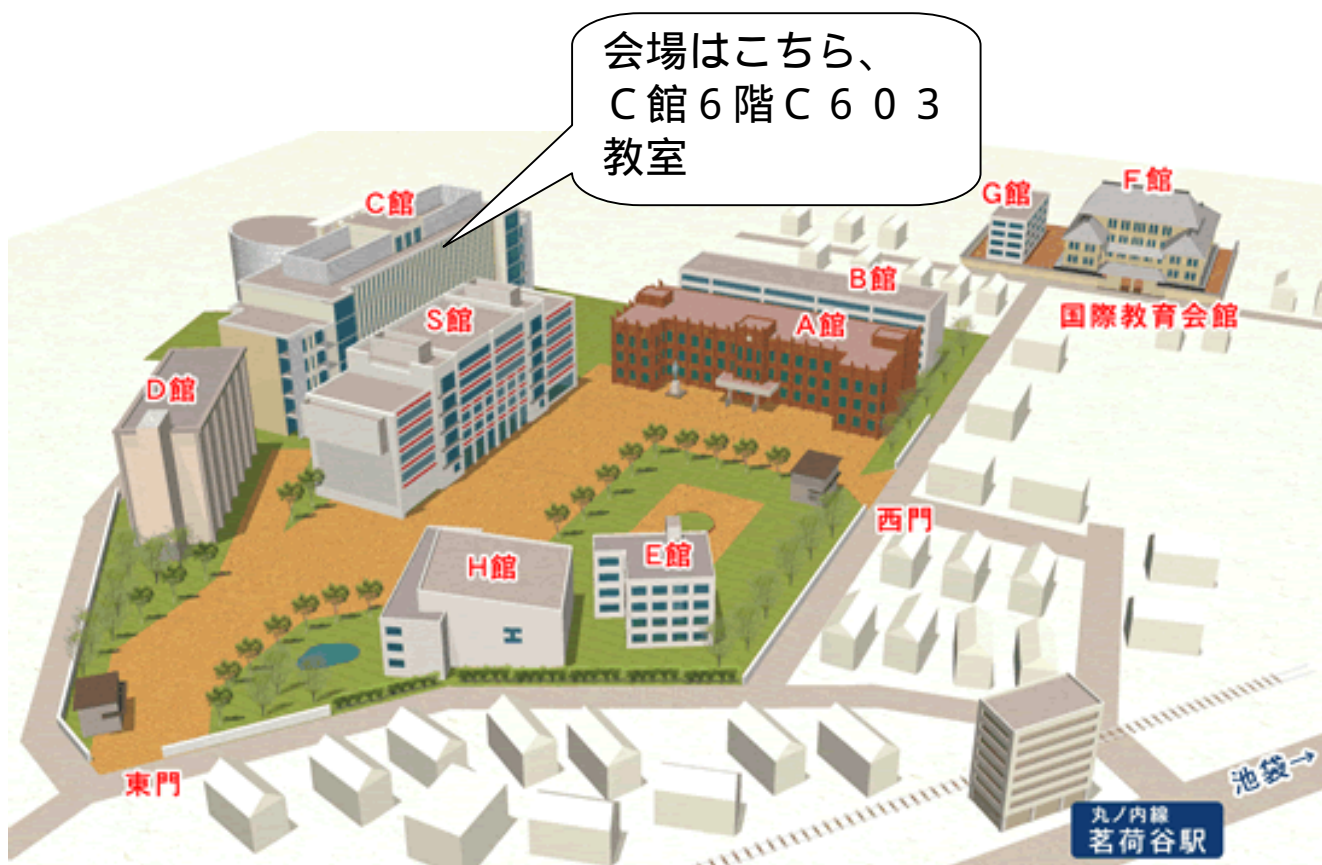 会場はこちら、
C館6階C603
教室
C館
G館
F館
B館
国際教育会館
S館
A館
D館
西門
H館
E館
東門
池袋→
丸ノ内線
茗荷谷駅